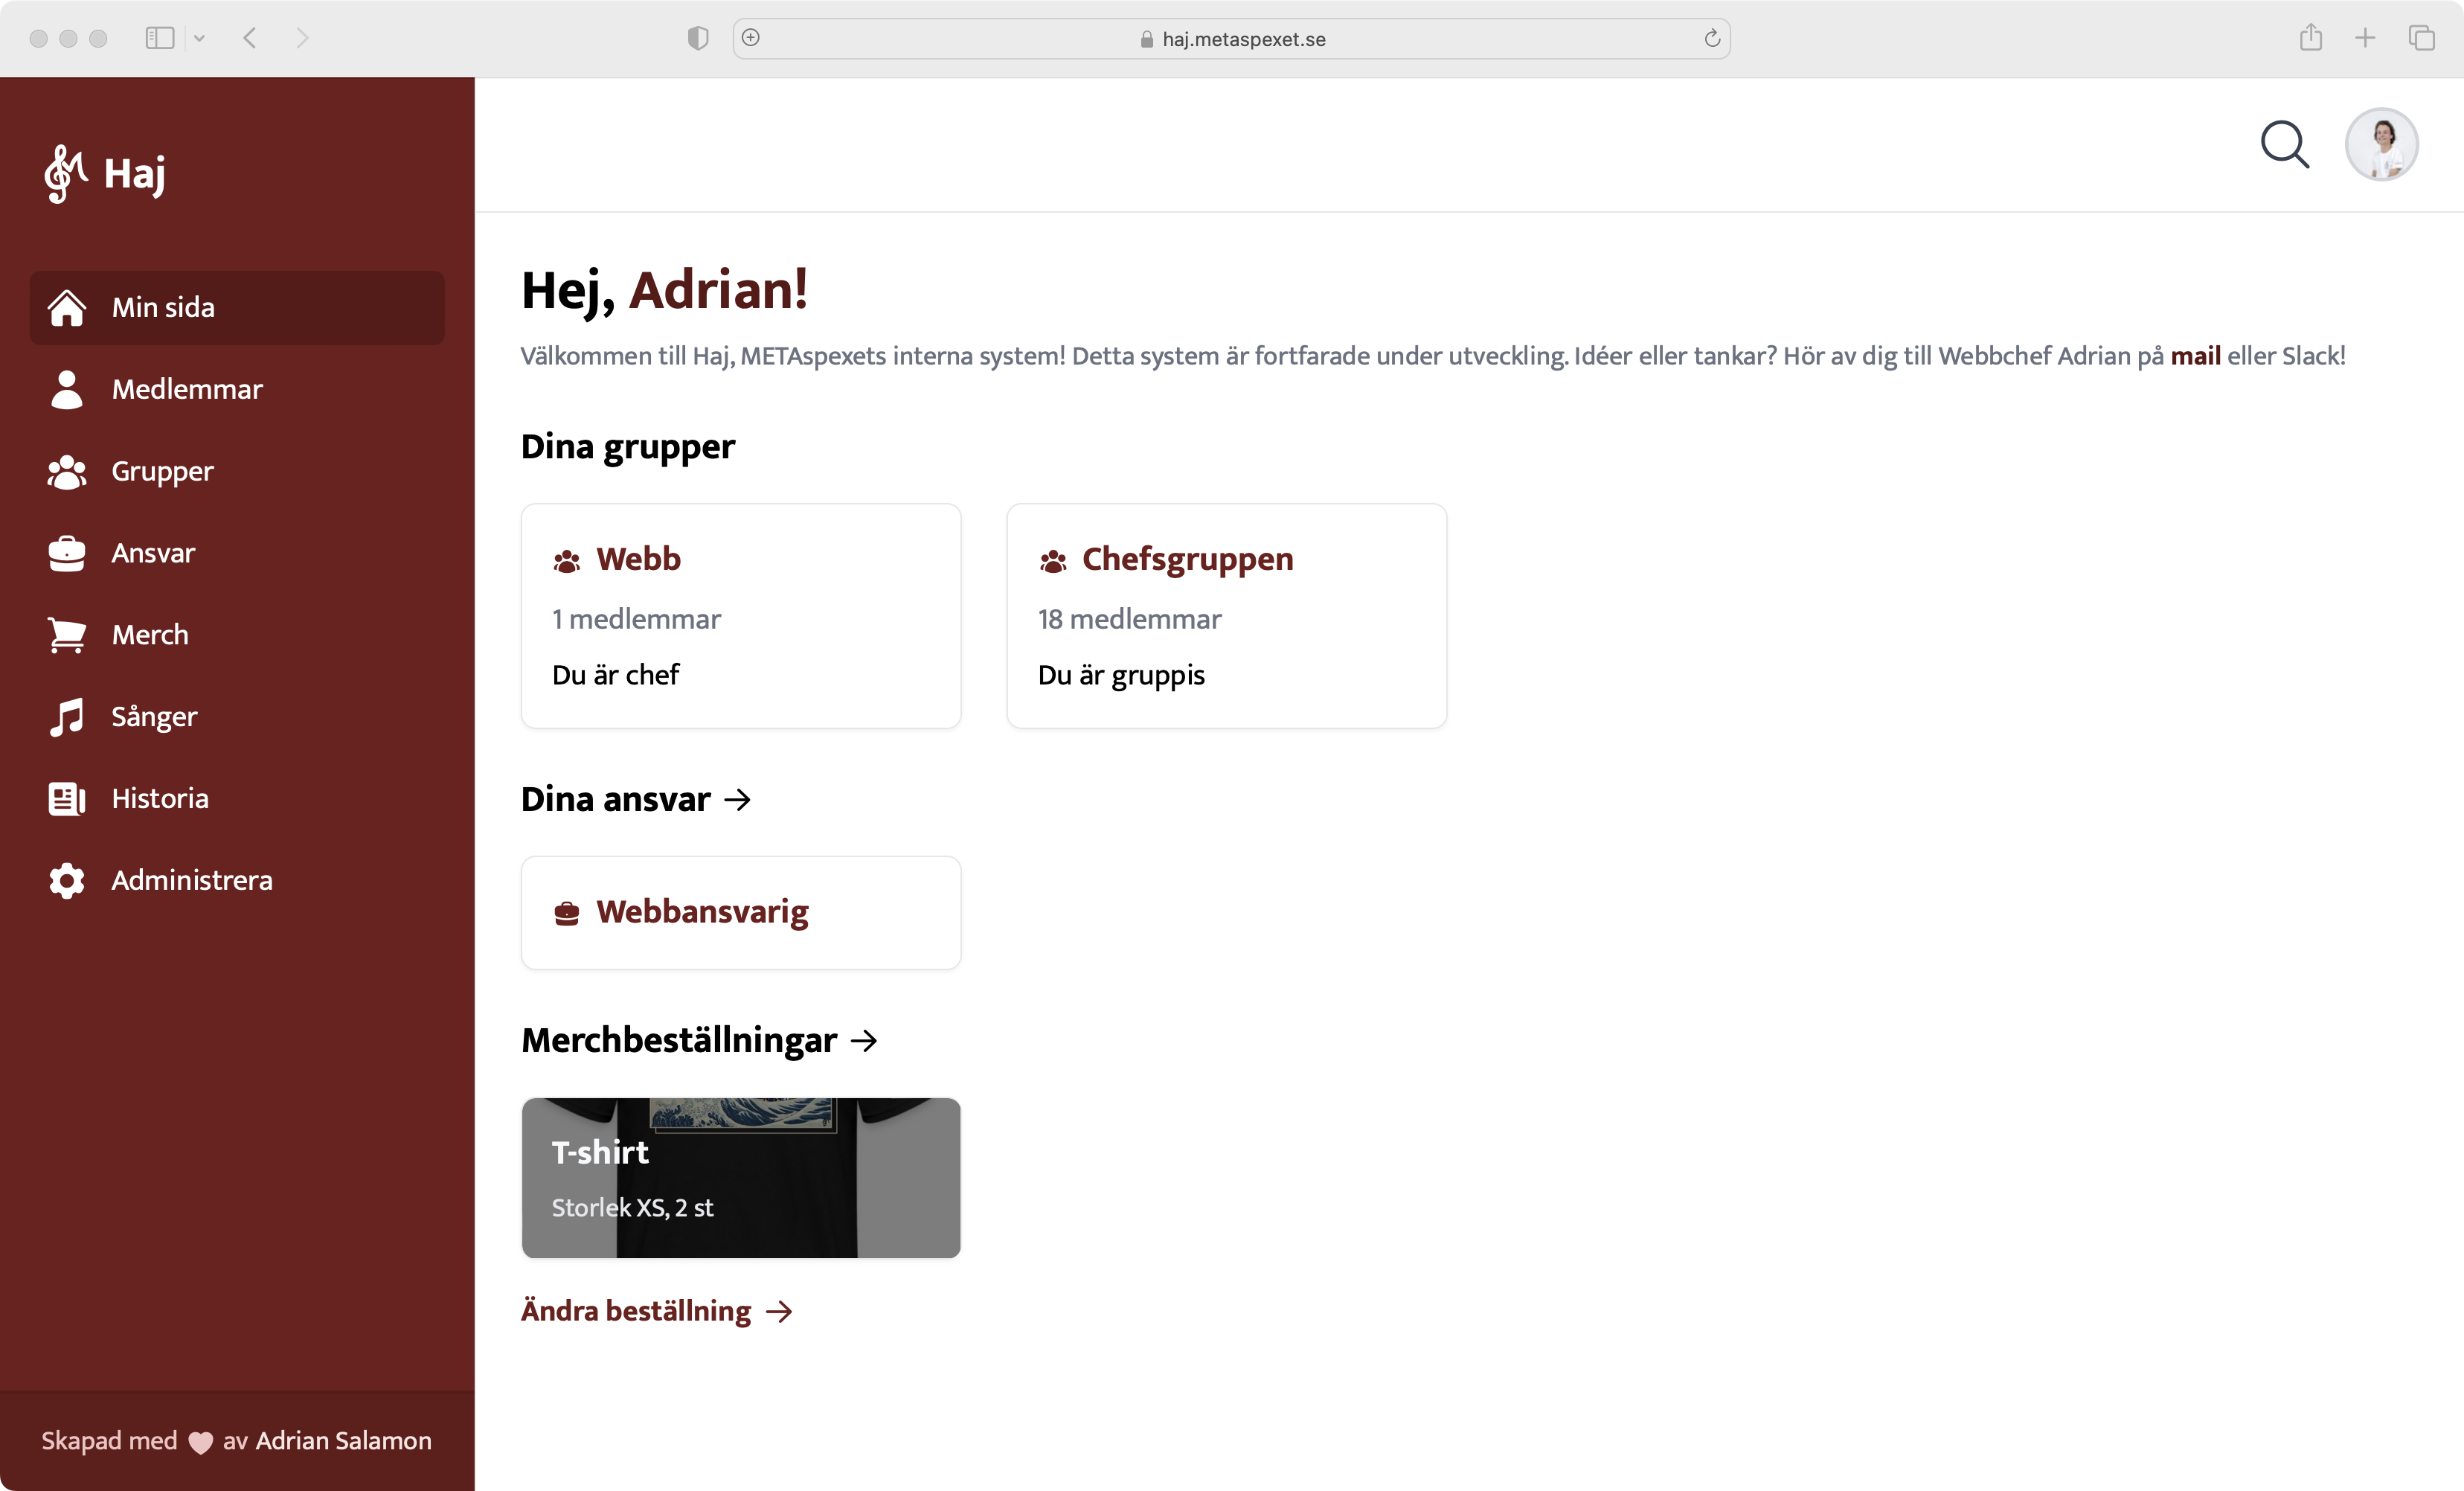 haj.metaspexet.se
Haj
Min sida
Medlemmar
Grupper
Ansvar
Merch
Sånger
Historia
Administrera
Skapad med av Adrian Salamon
Hej, Adrian!
Välkommen till Haj, METAspexets interna system! Detta system är fortfarade under utveckling. Idéer eller tankar? Hör av dig till Webbchef Adrian på mail eller Slack!
Dina grupper
Webb
1 medlemmar
Du är chef
Chefsgruppen
18 medlemmar
Du är gruppis
Dina ansvar →
Webbansvarig
Merchbeställningar →
T-shirt
Storlek XS, 2 st
Ändra beställning →